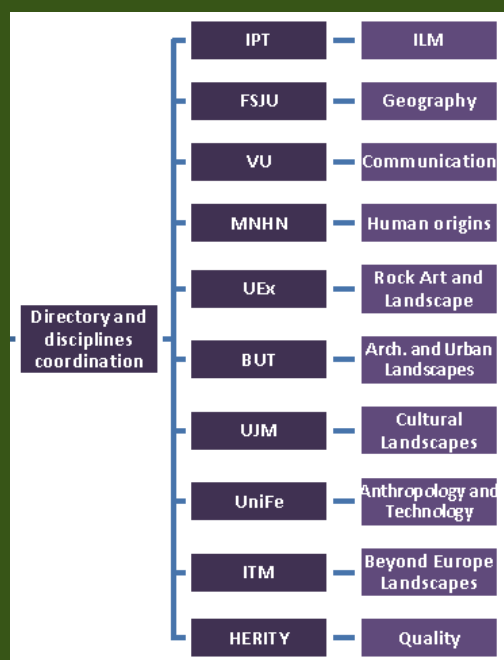 IPT
ILM
FSJU
Geography
VU
Communication
MNHN
Human origins
UEx
Rock Art and
Landscape
Directory and
disciplines
coordination
BUT
Arch. and Urban
Landscapes
UJM
Cultural
Landscapes
UniFe
Anthropology and
Technology
ITM
Beyond Europe
Landscapes
HERITY
Quality